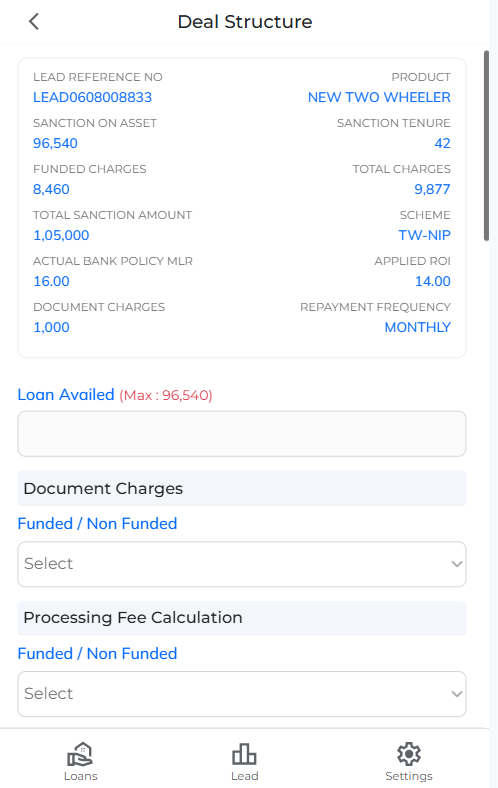 Deal Structure
LEAD REFERENCE NO PRODUCT
LEAD0608008833 NEW TWO WHEELER
SANCTION ON ASSET SANCTION TENURE
96,540 42
FUNDED CHARGES TOTAL CHARGES
8,460 9,877
TOTAL SANCTION AMOUNT SCHEME
1,05,000 TW-NIP
ACTUAL BANK POLICY MLR APPLIED ROI
16.00 14.00
DOCUMENT CHARGES REPAYMENT FREQUENCY
1,000 MONTHLY
Loan Availed (Max : 96,540)
Document Charges
Funded / Non Funded
Select
Processing Fee Calculation
Funded / Non Funded
Select
Loans Lead Settings